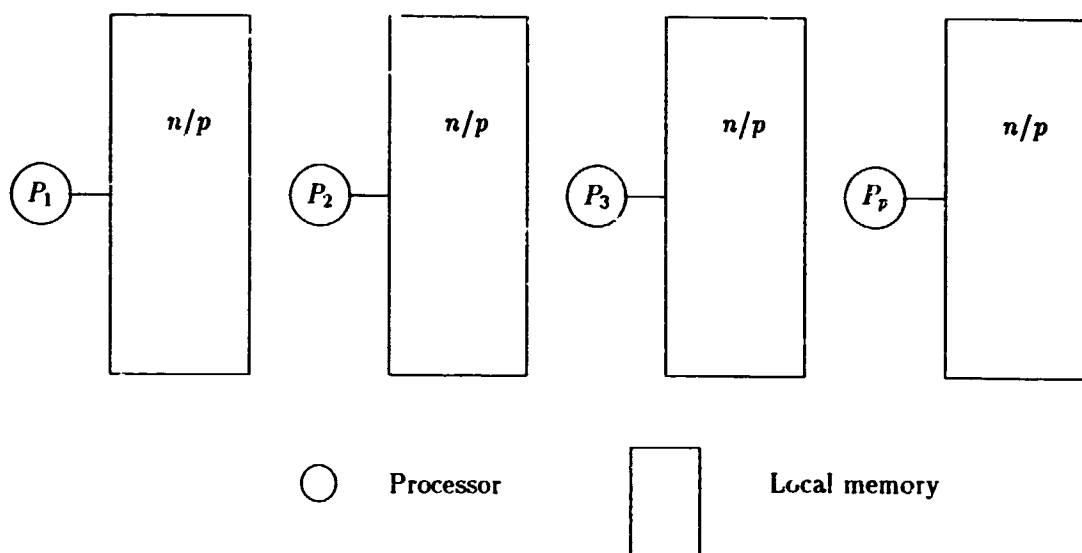 n/p n/p n/p n/p
P₁ P₂ P₃ Pₚ
Processor Local memory